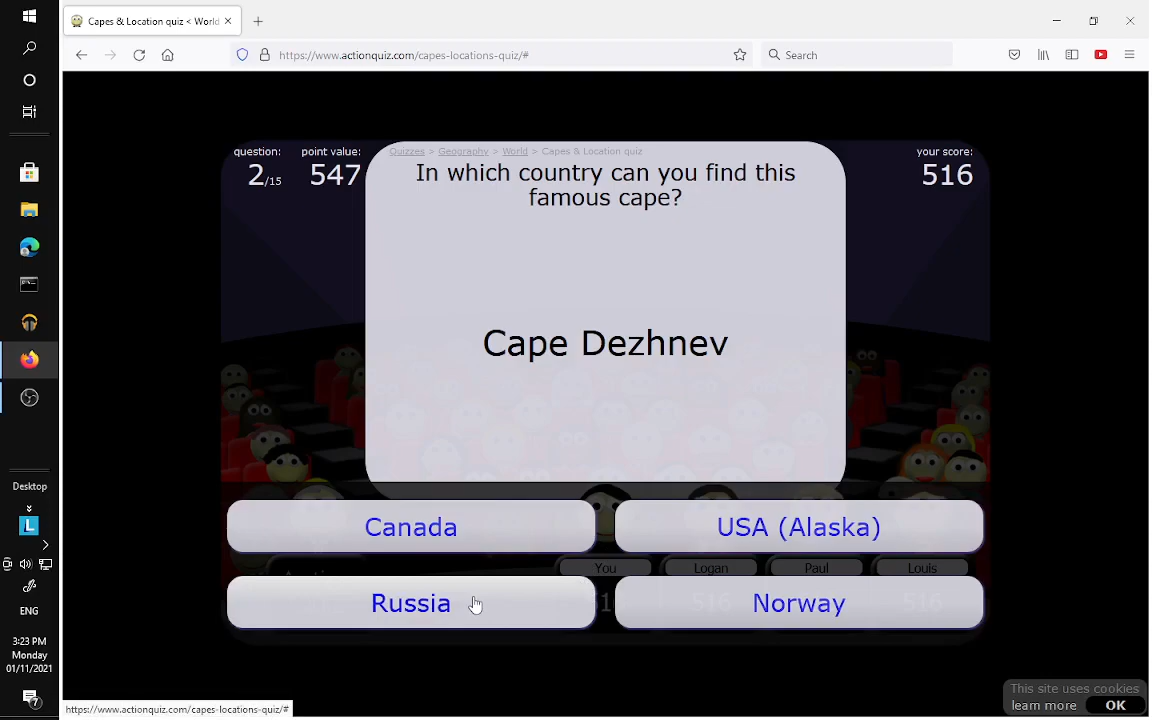 Capes & Location quiz < World
https://www.actionquiz.com/capes-locations-quiz/#
Search
question:
2/15
point value:
547
Quizzes > Geography > World > Capes & Location quiz
your score:
516
In which country can you find this
famous cape?
Cape Dezhnev
Canada
USA (Alaska)
You
Logan
Paul
Louis
Russia
Norway
516
516
Desktop
L
ENG
3:23 PM
Monday
01/11/2021
7
https://www.actionquiz.com/capes-locations-quiz/#
This site uses cookies
learn more
OK